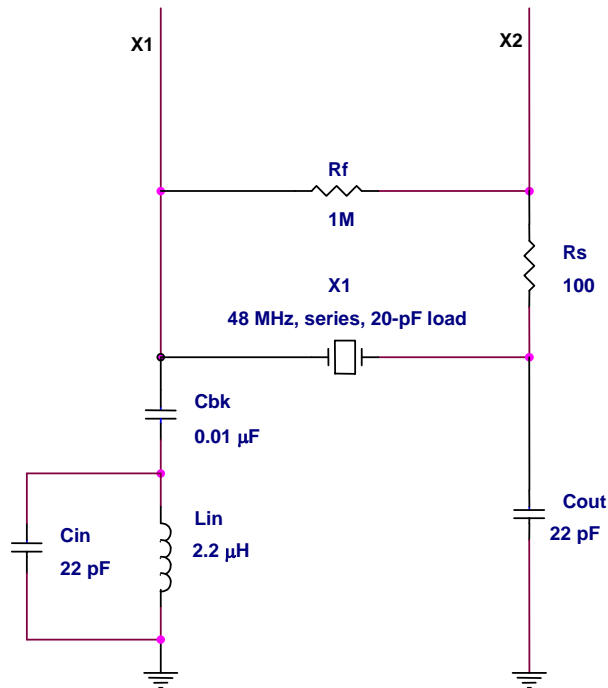 X1
X2
Rf
1M
Rs
100
X1
48 MHz, series, 20-pF load
Cbk
0.01 μF
Cin
22 pF
Lin
2.2 μH
Cout
22 pF